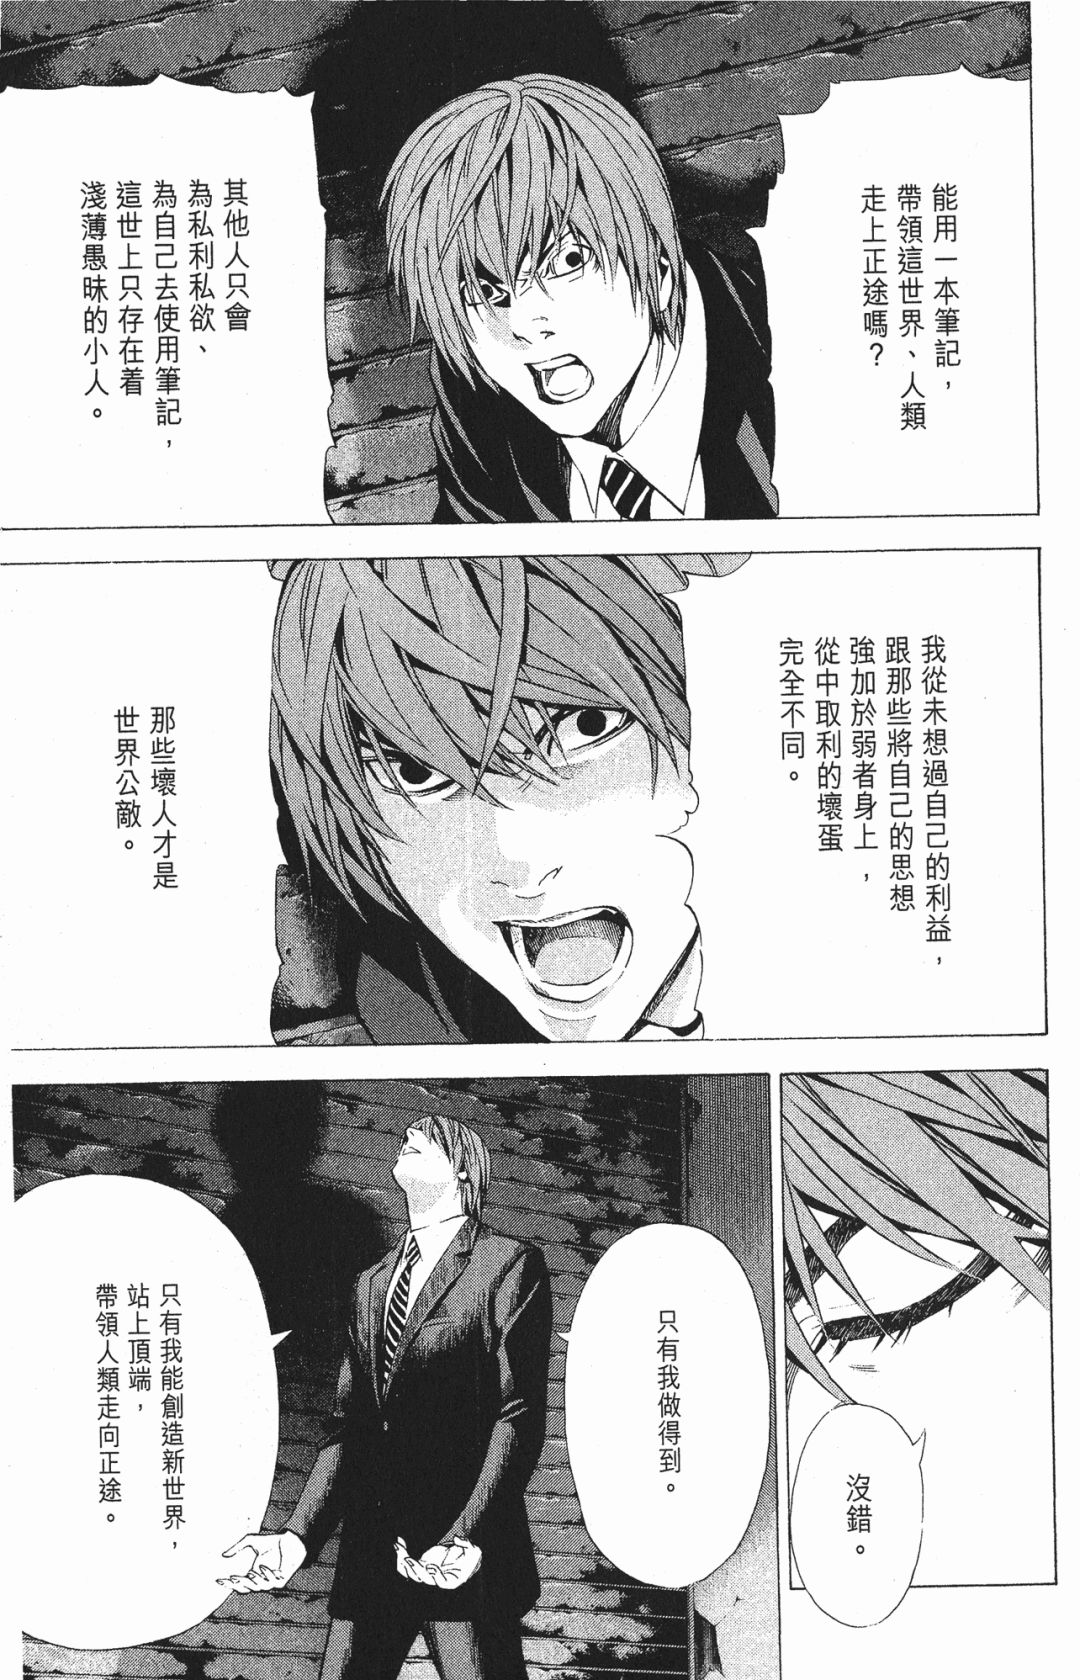 能用一本筆記，
帶領這世界、人類
走上正途嗎？
其他人只會
為私利私欲、
為自己去使用筆記，
這世上只存在着
淺薄愚昧的小人。
我從未想過自己的利益，
跟那些將自己的思想
強加於弱者身上，
從中取利的壞蛋
完全不同。
那些壞人才是
世界公敵。
沒錯。
只有我做得到。
只有我能創造新世界，
站上頂端，
帶領人類走向正途。